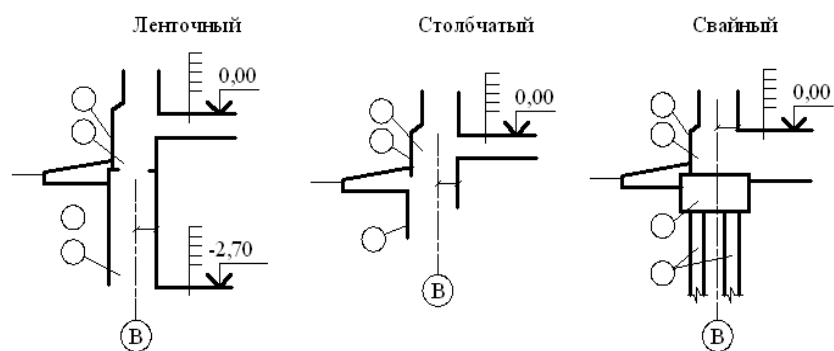 Ленточный Столбчатый Свайный
0,00 0,00 0,00
-2,70
В В В